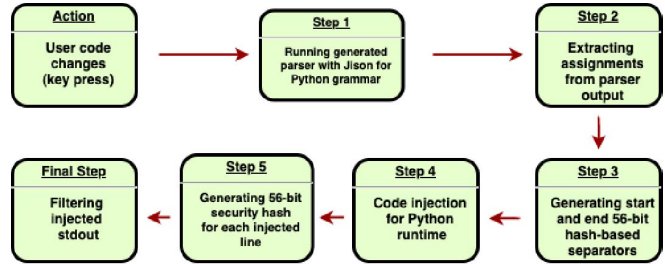 Action
User code
changes
(key press)
Step 1
Running generated
parser with Jison for
Python grammar
Step 2
Extracting
assignments
from parser
output
Step 3
Generating start
and end 56-bit
hash-based
separators
Step 4
Code injection
for Python
runtime
Step 5
Generating 56-bit
security hash
for each injected
line
Final Step
Filtering
injected
stdout